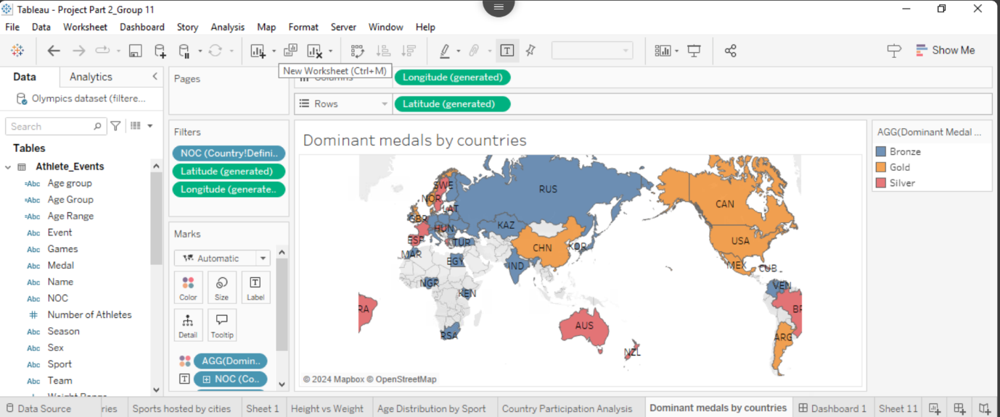 Tableau - Project Part 2_Group 11
File Data Worksheet Dashboard Story Analysis Map Format Server Window Help
Show Me
Data Analytics
New Worksheet (Ctrl+M)
Pages
Columns Longitude (generated)
Olympics dataset (filtere...
Rows Latitude (generated)
Search
Tables
Athlete_Events
Age group
Age Group
Age Range
Event
Games
Medal
Name
NOC
Number of Athletes
Season
Sex
Sport
Team
Weight Range
Filters
NOC (Country!Defini..
Latitude (generated)
Longitude (generate..
Marks
Automatic
Color Size Label
Detail Tooltip
AGG(Domin..
NOC (Co..
Dominant medals by countries
SWE
RUS
NOR
CAN
LAT
GBR
KAZ
HUN
ESP
TUR
USA
CHN
KOR
MAR
EGY
IND
MEX
CUB
NGR
VEN
KEN
RA
BR
AUS
RSA
ARG
NZL
© 2024 Mapbox © OpenStreetMap
AGG(Dominant Medal ...
Bronze
Gold
Silver
Data Source ries Sports hosted by cities Sheet 1 Height vs Weight Age Distribution by Sport Country Participation Analysis Dominant medals by countries Dashboard 1 Sheet 11